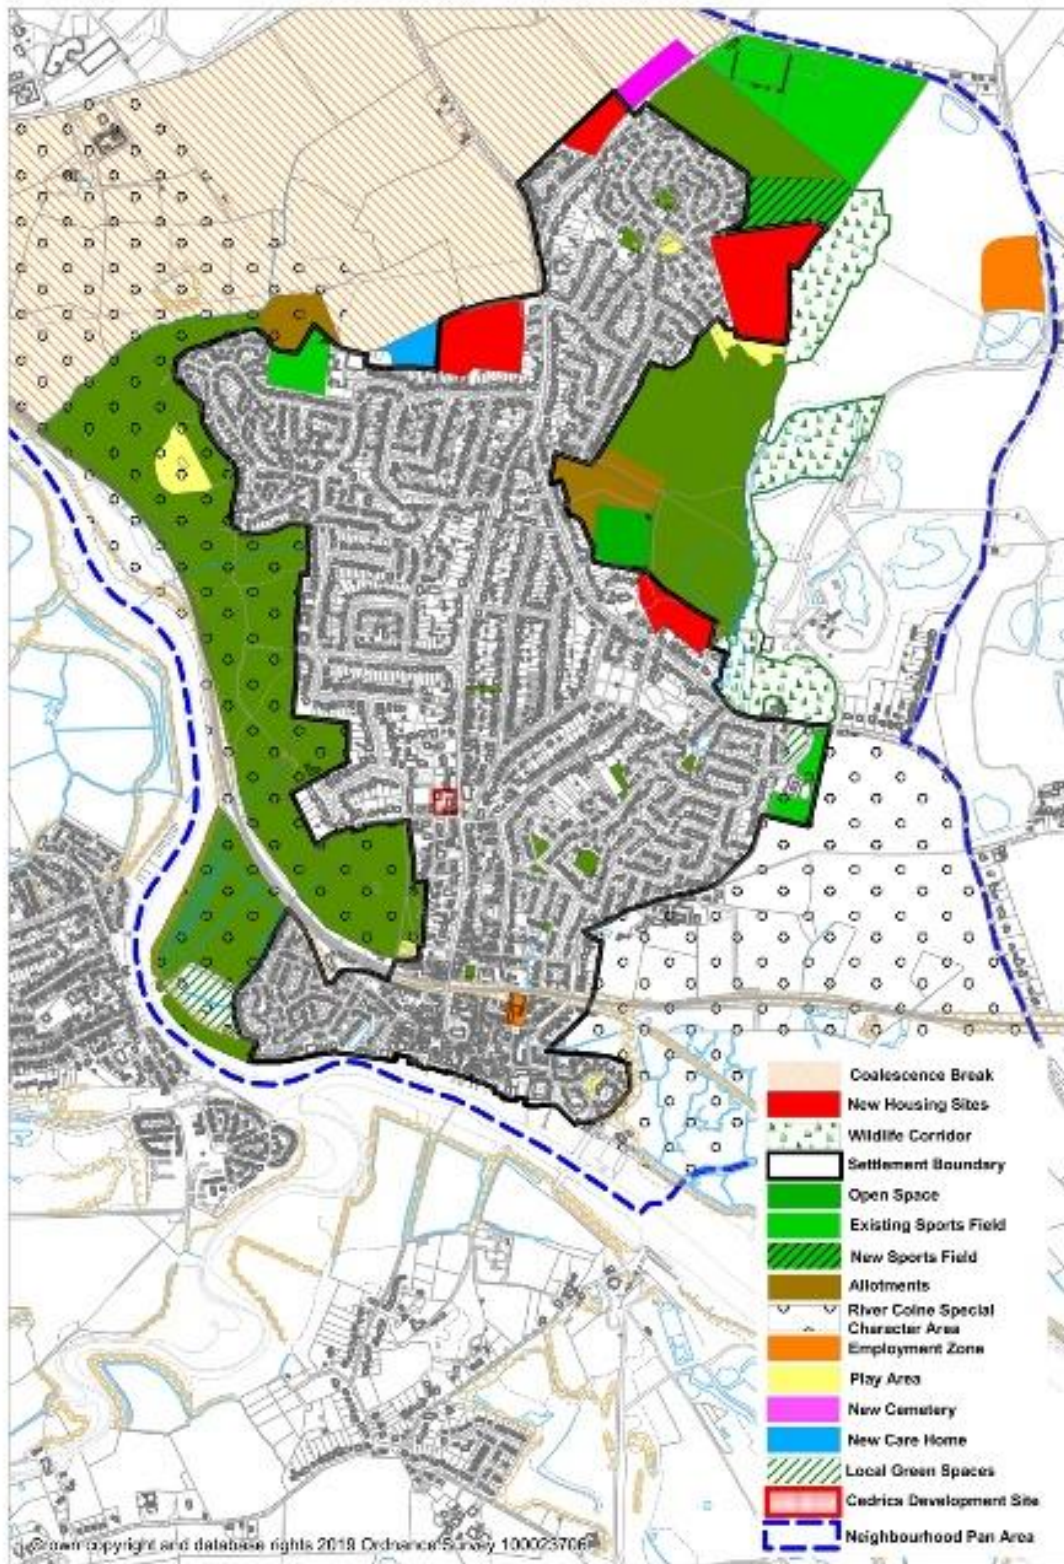 Coalescence Break
New Housing Sites
Wildlife Corridor
Settlement Boundary
Open Space
Existing Sports Field
New Sports Field
Allotments
River Colne Special
Character Area
Employment Zone
Play Area
New Cemetery
New Care Home
Local Green Spaces
Cedrics Development Site
Neighbourhood Pan Area
Crown copyright and database rights 2019 Ordnance Survey 100023706